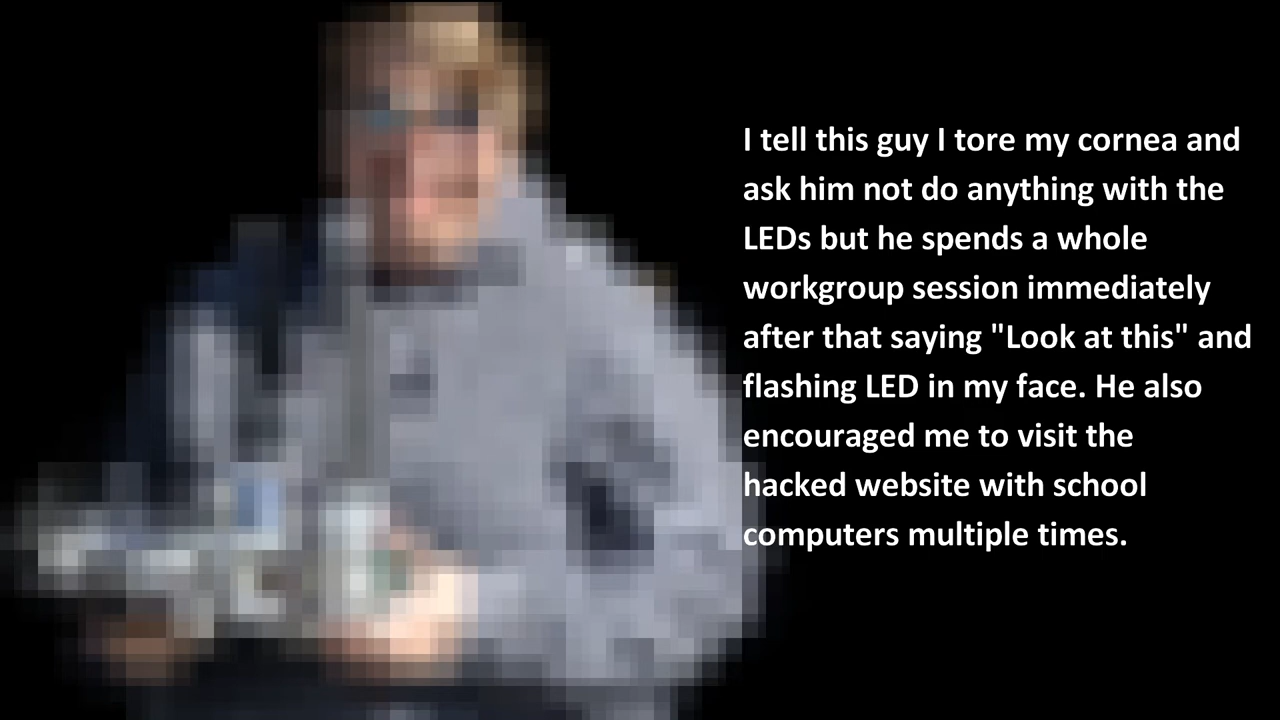 I tell this guy I tore my cornea and
ask him not do anything with the
LEDs but he spends a whole
workgroup session immediately
after that saying "Look at this" and
flashing LED in my face. He also
encouraged me to visit the
hacked website with school
computers multiple times.